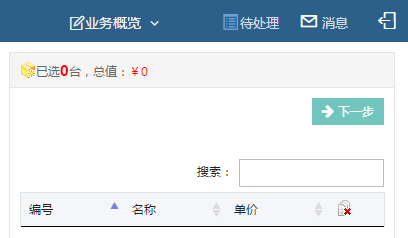 业务概览 待处理 消息
已选0台，总值：￥0
下一步
搜索：
编号 名称 单价